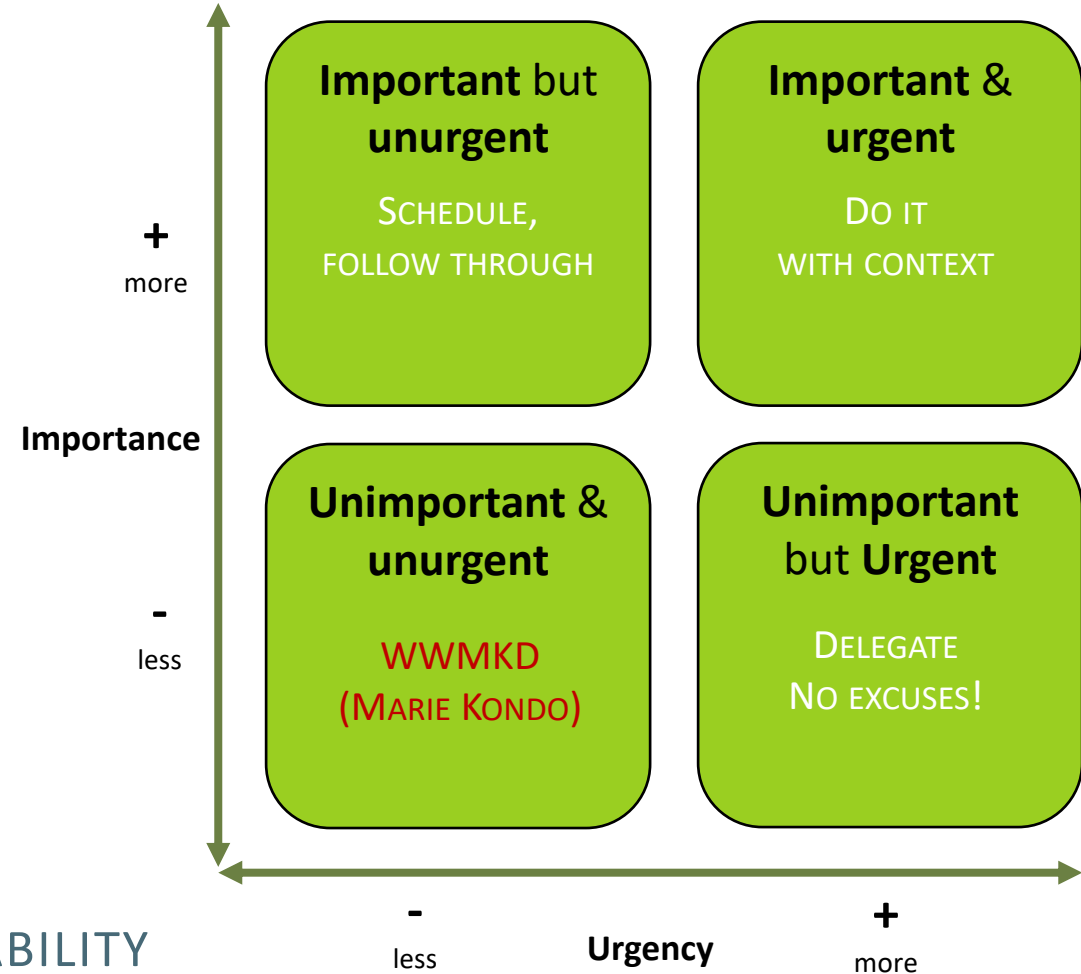 Important but
unurgent
SCHEDULE,
FOLLOW THROUGH
Important &
urgent
DO IT
WITH CONTEXT
+
more
Importance
Unimportant &
unurgent
WWMKD
(MARIE KONDO)
Unimportant
but Urgent
DELEGATE
NO EXCUSES!
-
less
-
less
Urgency
+
more
ABILITY